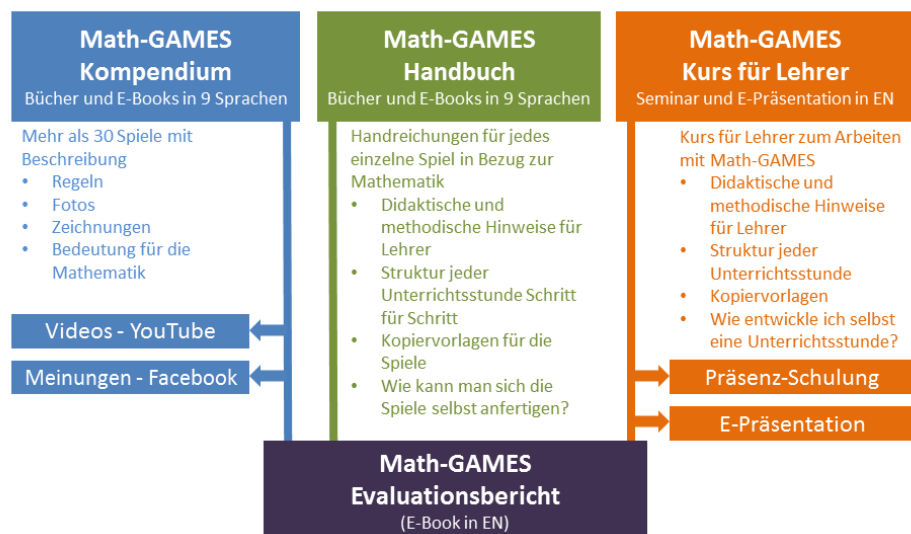 Math-GAMES
Kompendium
Bücher und E-Books in 9 Sprachen
Mehr als 30 Spiele mit
Beschreibung
• Regeln
• Fotos
• Zeichnungen
• Bedeutung für die
Mathematik
Videos - YouTube
Meinungen - Facebook
Math-GAMES
Handbuch
Bücher und E-Books in 9 Sprachen
Handreichungen für jedes
einzelne Spiel in Bezug zur
Mathematik
• Didaktische und
methodische Hinweise für
Lehrer
• Struktur jeder
Unterrichtsstunde Schritt
für Schritt
• Kopiervorlagen für die
Spiele
• Wie kann man sich die
Spiele selbst anfertigen?
Math-GAMES
Kurs für Lehrer
Seminar und E-Präsentation in EN
Kurs für Lehrer zum Arbeiten
mit Math-GAMES
• Didaktische und
methodische Hinweise
für Lehrer
• Struktur jeder
Unterrichtsstunde
• Kopiervorlagen
• Wie entwickle ich selbst
eine Unterrichtsstunde?
Präsenz-Schulung
E-Präsentation
Math-GAMES
Evaluationsbericht
(E-Book in EN)